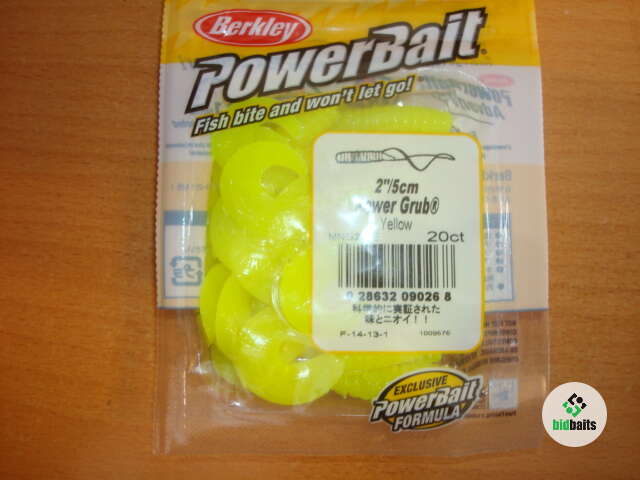 Berkley
PowerBait
Fish bite and won't let go!
2"/5cm
Power Grub®
Yellow
20ct
0 28632 09026 8
科学的に実証された
味とニオイ!!
P-14-13-1 1009676
EXCLUSIVE
PowerBait
FORMULA
bidbaits